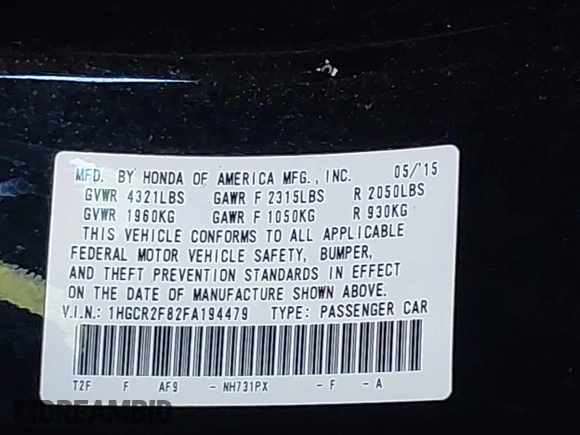 MFD. BY HONDA OF AMERICA MFG., INC. 05/15
GVWR 4321LBS GAWR F 2315LBS R 2050LBS
GVWR 1960KG GAWR F 1050KG R 930KG
THIS VEHICLE CONFORMS TO ALL APPLICABLE
FEDERAL MOTOR VEHICLE SAFETY, BUMPER,
AND THEFT PREVENTION STANDARDS IN EFFECT
ON THE DATE OF MANUFACTURE SHOWN ABOVE.
V.I.N.: 1HGCR2F82FA194479 TYPE: PASSENGER CAR
T2F F AF9 - NH731PX - F - A
DREAMBID